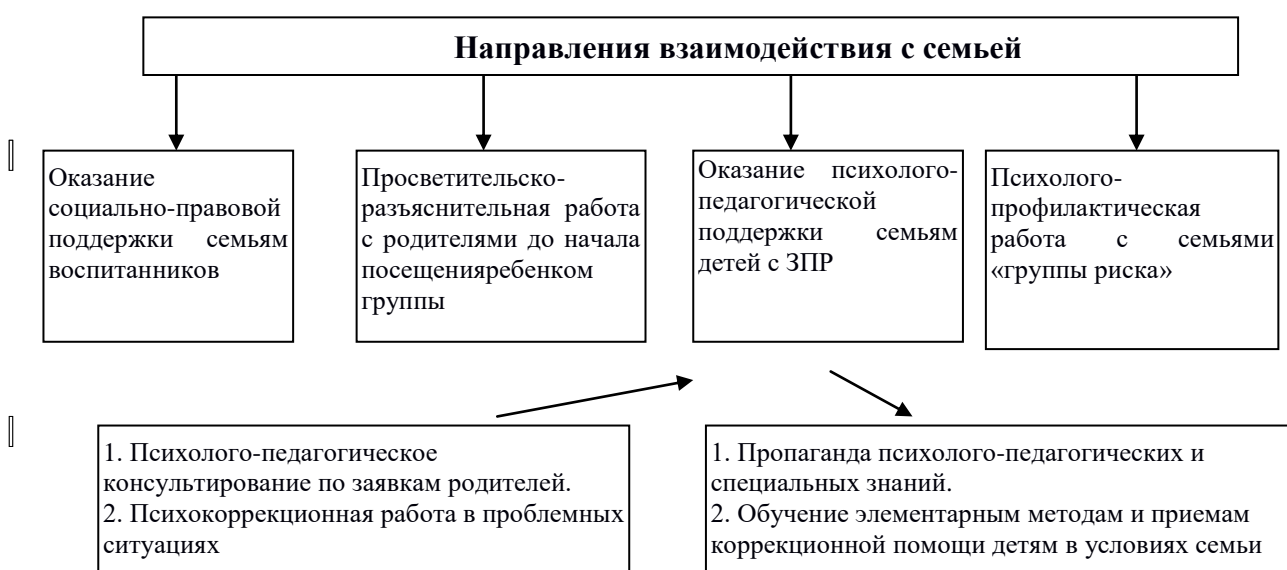 Направления взаимодействия с семьей
Оказание
социально-правовой
поддержки семьям
воспитанников
Просветительско-
разъяснительная работа
с родителями до начала
посещенияребенком
группы
Оказание психолого-
педагогической
поддержки семьям
детей с ЗПР
Психолого-
профилактическая
работа с семьями
«группы риска»
1. Психолого-педагогическое
консультирование по заявкам родителей.
2. Психокоррекционная работа в проблемных
ситуациях
1. Пропаганда психолого-педагогических и
специальных знаний.
2. Обучение элементарным методам и приемам
коррекционной помощи детям в условиях семьи